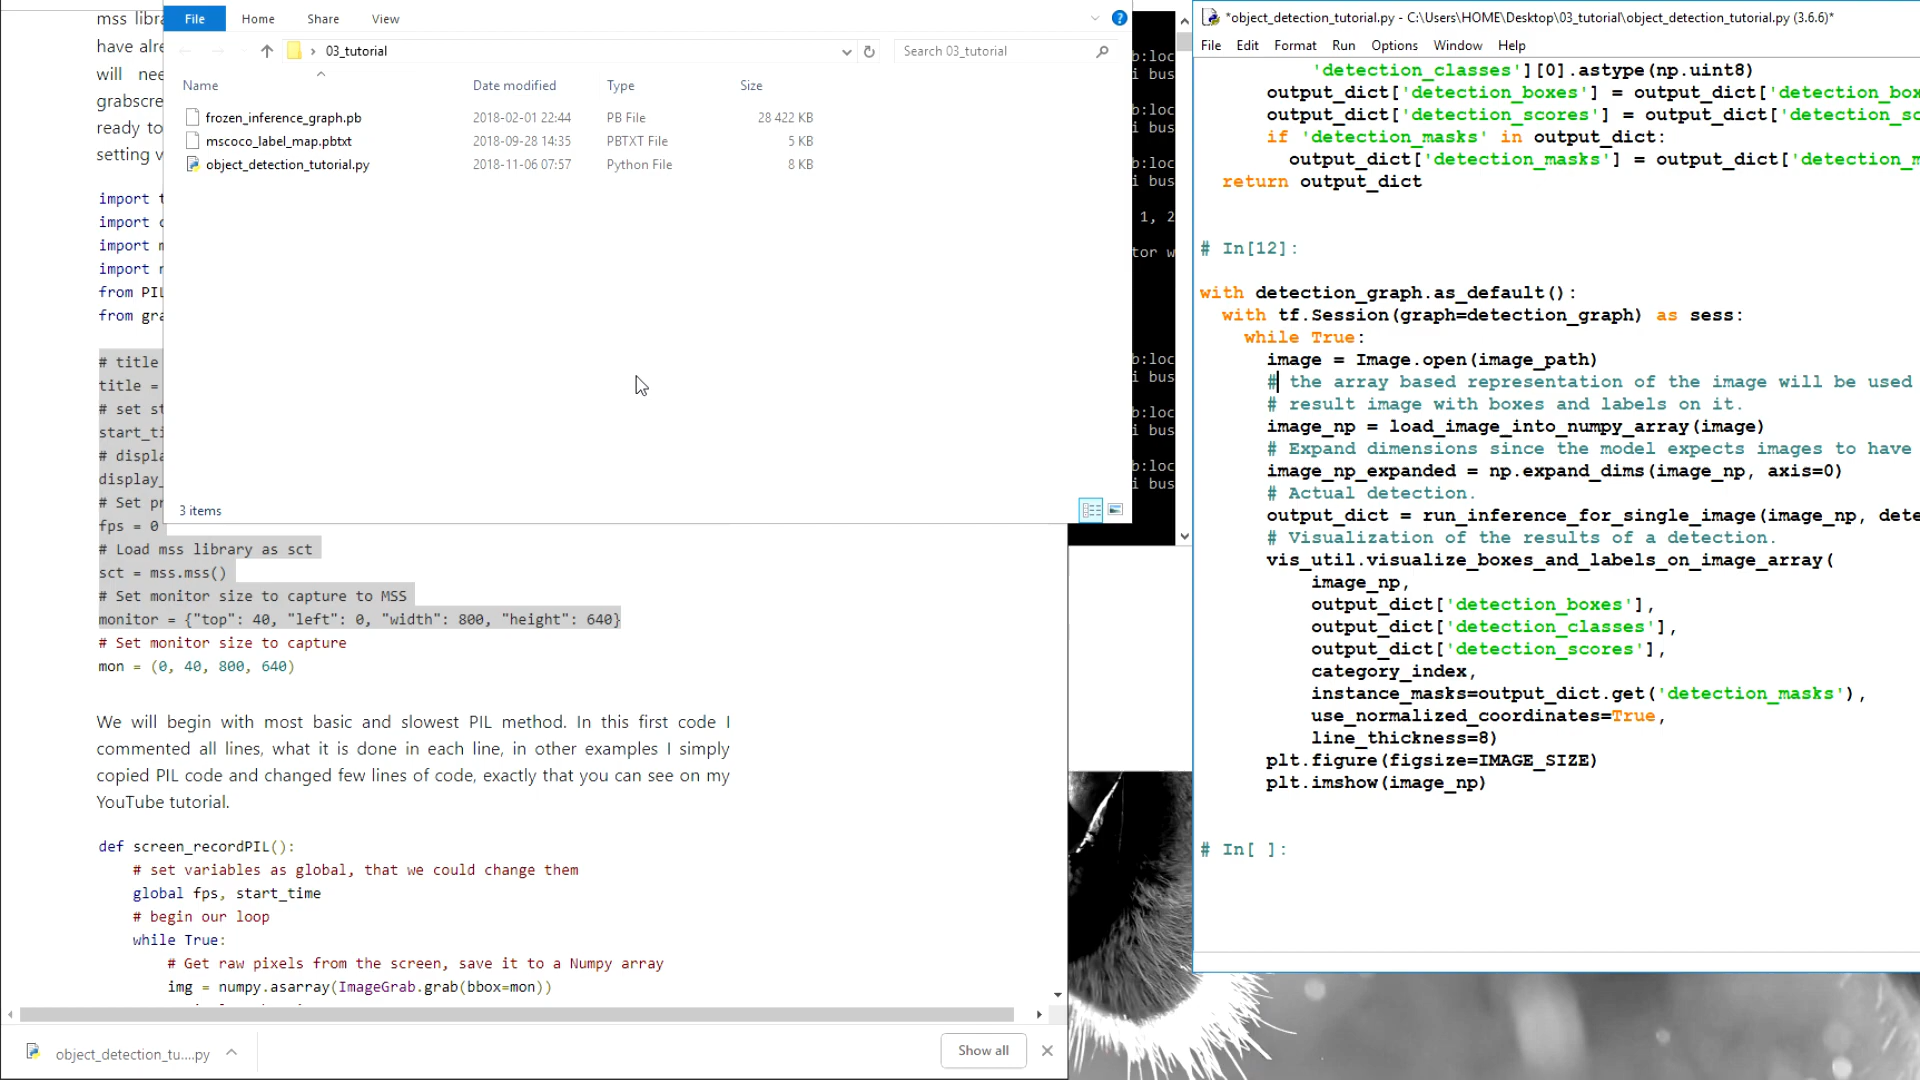 mss libra
have alre
will nee
grabscre
ready to
setting v
import t
import c
import m
import r
from PIL
from gra
# title
title =
# set st
start_ti
# displa
display_
# Set pr
fps = 0
# Load mss library as sct
sct = mss.mss()
# Set monitor size to capture to MSS
monitor = {"top": 40, "left": 0, "width": 800, "height": 640}
# Set monitor size to capture
mon = (0, 40, 800, 640)
We will begin with most basic and slowest PIL method. In this first code I
commented all lines, what it is done in each line, in other examples I simply
copied PIL code and changed few lines of code, exactly that you can see on my
YouTube tutorial.
def screen_recordPIL():
# set variables as global, that we could change them
global fps, start_time
# begin our loop
while True:
# Get raw pixels from the screen, save it to a Numpy array
img = numpy.asarray(ImageGrab.grab(bbox=mon))
object_detection_tu....py
Show all
File Home Share View
03_tutorial
Search 03_tutorial
Name Date modified Type Size
frozen_inference_graph.pb 2018-02-01 22:44 PB File 28 422 KB
mscoco_label_map.pbtxt 2018-09-28 14:35 PBTXT File 5 KB
object_detection_tutorial.py 2018-11-06 07:57 Python File 8 KB
3 items
b:loc
i bus
b:loc
i bus
b:loc
i bus
1, 2
tor w
b:loc
i bus
b:loc
i bus
b:loc
i bus
*object_detection_tutorial.py - C:\Users\HOME\Desktop\03_tutorial\object_detection_tutorial.py (3.6.6)*
File Edit Format Run Options Window Help
'detection_classes'][0].astype(np.uint8)
output_dict['detection_boxes'] = output_dict['detection_box
output_dict['detection_scores'] = output_dict['detection_sc
if 'detection_masks' in output_dict:
output_dict['detection_masks'] = output_dict['detection_m
return output_dict
# In[12]:
with detection_graph.as_default():
with tf.Session(graph=detection_graph) as sess:
while True:
image = Image.open(image_path)
# the array based representation of the image will be used
# result image with boxes and labels on it.
image_np = load_image_into_numpy_array(image)
# Expand dimensions since the model expects images to have
image_np_expanded = np.expand_dims(image_np, axis=0)
# Actual detection.
output_dict = run_inference_for_single_image(image_np, dete
# Visualization of the results of a detection.
vis_util.visualize_boxes_and_labels_on_image_array(
image_np,
output_dict['detection_boxes'],
output_dict['detection_classes'],
output_dict['detection_scores'],
category_index,
instance_masks=output_dict.get('detection_masks'),
use_normalized_coordinates=True,
line_thickness=8)
plt.figure(figsize=IMAGE_SIZE)
plt.imshow(image_np)
# In[ ]: